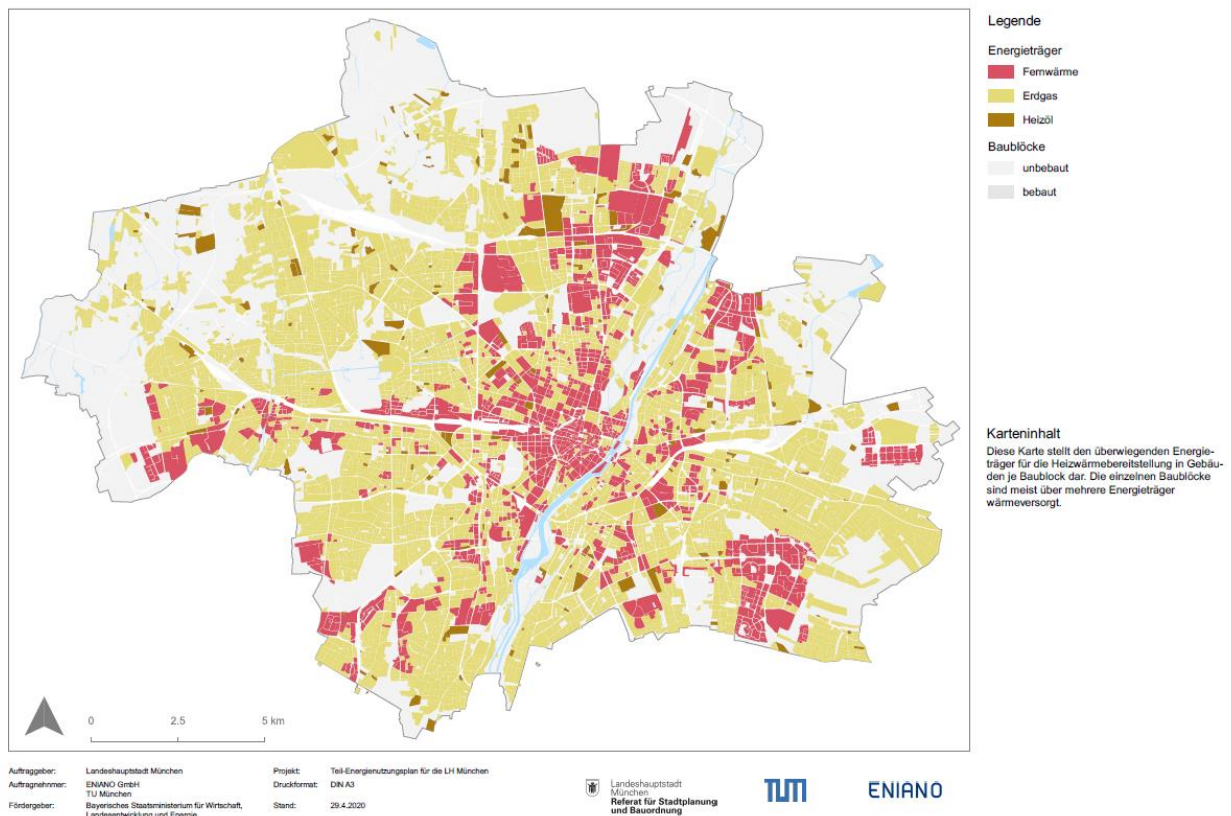 Legende
Energieträger
Fernwärme
Erdgas
Heizöl
Baublöcke
unbebaut
bebaut
Karteninhalt
Diese Karte stellt den überwiegenden Energie-
träger für die Heizwärmebereitstellung in Gebäu-
den je Baublock dar. Die einzelnen Baublöcke
sind meist über mehrere Energieträger
wärmeversorgt.
0 2.5 5 km
Auftraggeber: Landeshauptstadt München
Auftragnehmer: ENIANO GmbH
TU München
Fördergeber: Bayerisches Staatsministerium für Wirtschaft,
Landesentwicklung und Energie
Projekt: Teil-Energienutzungsplan für die LH München
Druckformat: DIN A3
Stand: 29.4.2020
Landeshauptstadt
München
Referat für Stadtplanung
und Bauordnung
TUM
ENIANO